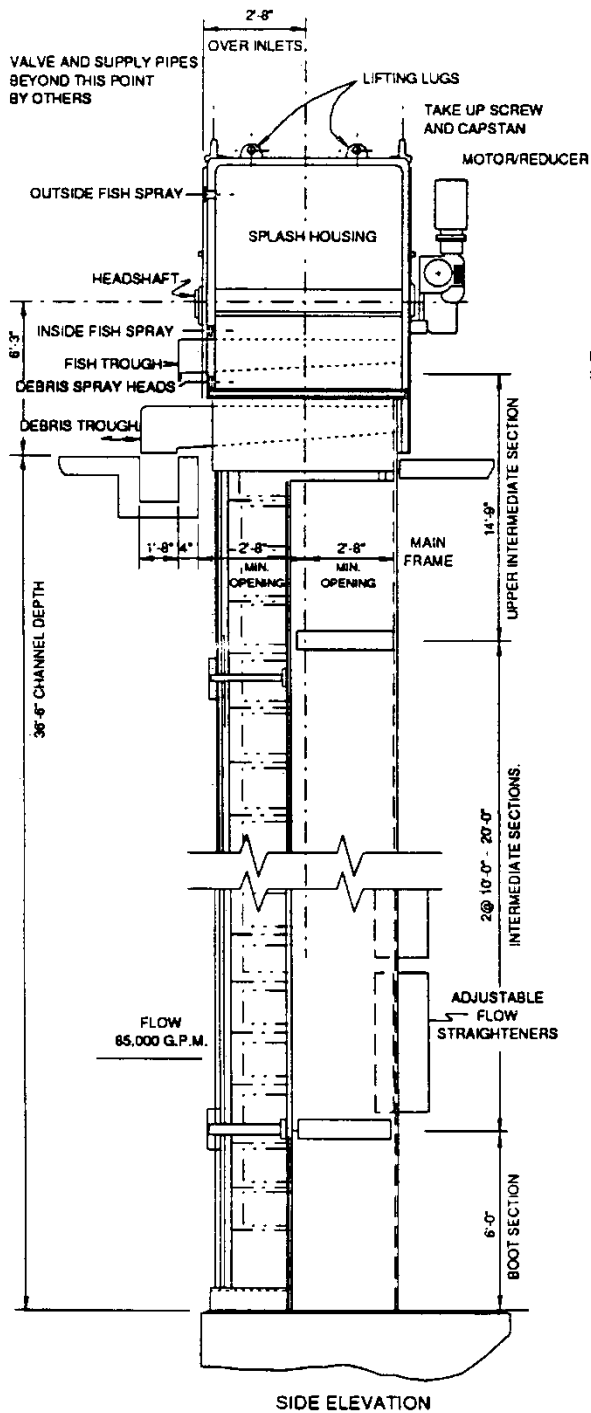 2'-8"
OVER INLETS
VALVE AND SUPPLY PIPES
BEYOND THIS POINT
BY OTHERS
LIFTING LUGS
TAKE UP SCREW
AND CAPSTAN
MOTOR/REDUCER
OUTSIDE FISH SPRAY
SPLASH HOUSING
HEADSHAFT
6'-3"
INSIDE FISH SPRAY
FISH TROUGH
DEBRIS SPRAY HEADS
DEBRIS TROUGH
14'-9"
UPPER INTERMEDIATE SECTION
1'-8"
4"
2'-8"
MIN.
OPENING
2'-8"
MIN.
OPENING
MAIN
FRAME
36'-6" CHANNEL DEPTH
2@ 10'-0" - 20'-0"
INTERMEDIATE SECTIONS.
ADJUSTABLE
FLOW
STRAIGHTENERS
FLOW
85,000 G.P.M.
6'-0"
BOOT SECTION
SIDE ELEVATION